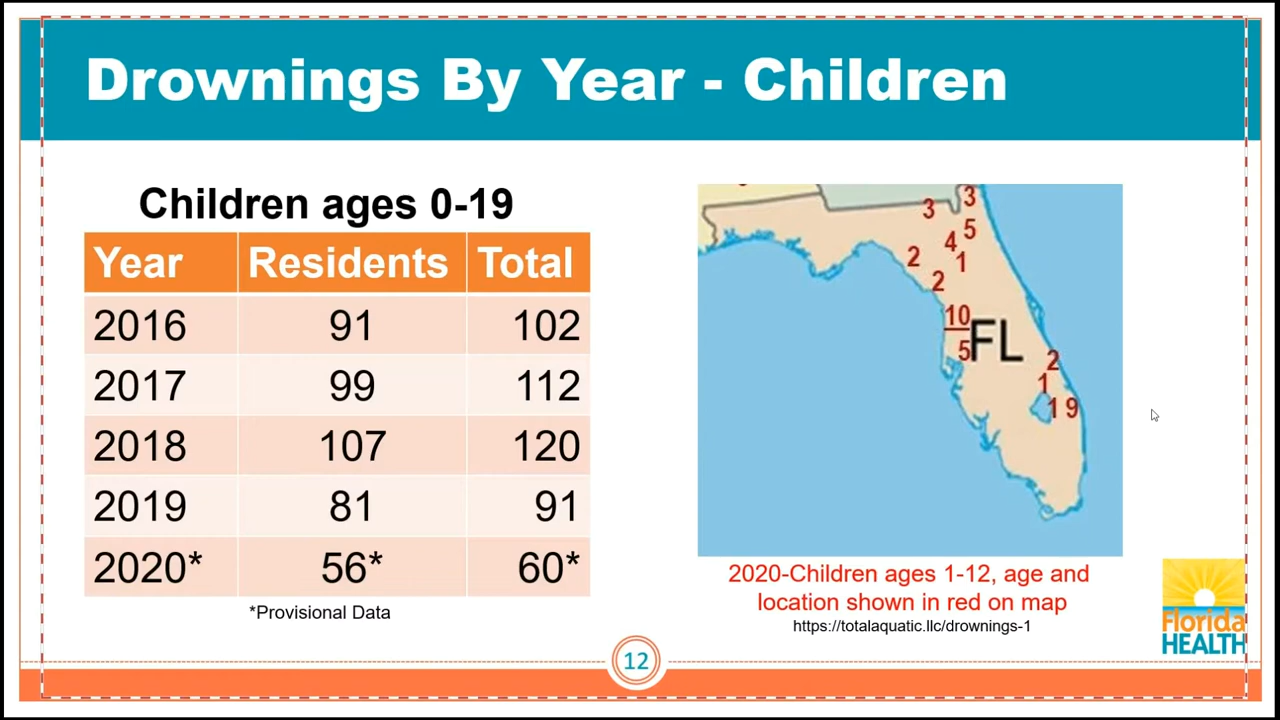 Drownings By Year - Children
Children ages 0-19
Year Residents Total
2016 91 102
2017 99 112
2018 107 120
2019 81 91
2020* 56* 60*
*Provisional Data
3
3
5
4
2
1
2
10
FL
5
2
1
1 9
2020-Children ages 1-12, age and
location shown in red on map
https://totalaquatic.llc/drownings-1
Florida
HEALTH
12